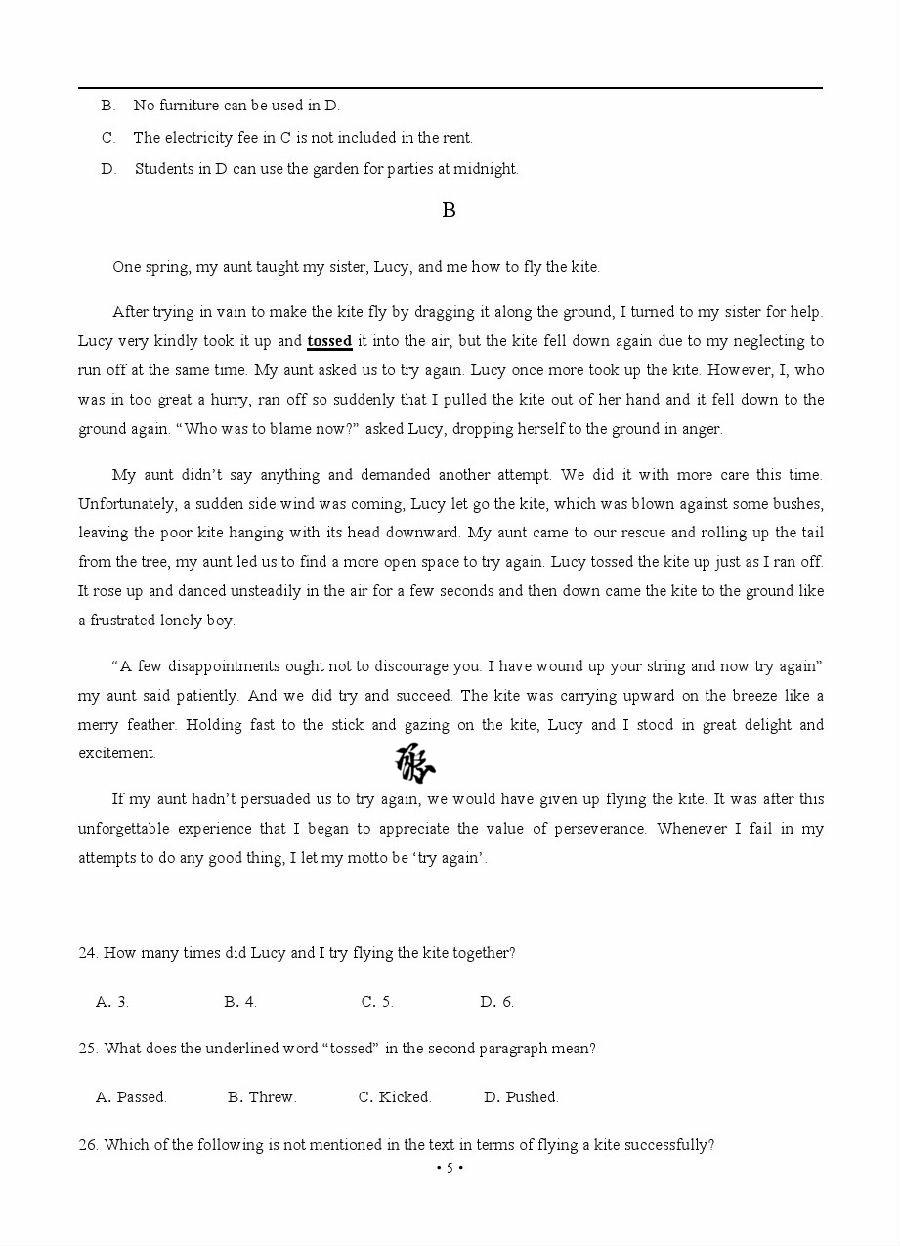 B. No furniture can be used in D.
C. The electricity fee in C is not included in the rent.
D. Students in D can use the garden for parties at midnight.
B
One spring, my aunt taught my sister, Lucy, and me how to fly the kite.
After trying in vain to make the kite fly by dragging it along the ground, I turned to my sister for help.
Lucy very kindly took it up and tossed it into the air, but the kite fell down again due to my neglecting to
run off at the same time. My aunt asked us to try again. Lucy once more took up the kite. However, I, who
was in too great a hurry, ran off so suddenly that I pulled the kite out of her hand and it fell down to the
ground again. “Who was to blame now?” asked Lucy, dropping herself to the ground in anger.
My aunt didn’t say anything and demanded another attempt. We did it with more care this time.
Unfortunately, a sudden side wind was coming, Lucy let go the kite, which was blown against some bushes,
leaving the poor kite hanging with its head downward. My aunt came to our rescue and rolling up the tail
from the tree, my aunt led us to find a more open space to try again. Lucy tossed the kite up just as I ran off.
It rose up and danced unsteadily in the air for a few seconds and then down came the kite to the ground like
a frustrated lonely boy.
“A few disappointments ought not to discourage you. I have wound up your string and now try again”
my aunt said patiently. And we did try and succeed. The kite was carrying upward on the breeze like a
merry feather. Holding fast to the stick and gazing on the kite, Lucy and I stood in great delight and
excitement.
If my aunt hadn’t persuaded us to try again, we would have given up flying the kite. It was after this
unforgettable experience that I began to appreciate the value of perseverance. Whenever I fail in my
attempts to do any good thing, I let my motto be ‘try again’.
24. How many times did Lucy and I try flying the kite together?
A. 3. B. 4. C. 5. D. 6.
25. What does the underlined word “tossed” in the second paragraph mean?
A. Passed. B. Threw. C. Kicked. D. Pushed.
26. Which of the following is not mentioned in the text in terms of flying a kite successfully?
• 5 •